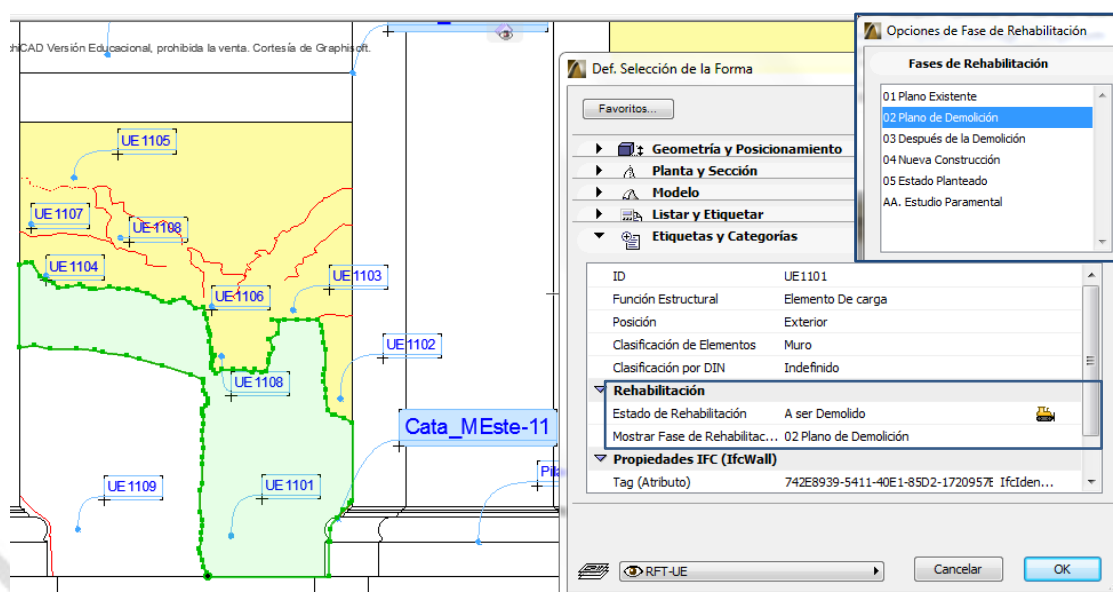 hiCAD Versión Educacional, prohibida la venta. Cortesía de Graphisoft.
UE 1105
UE 1107
UE 1108
UE 1104
UE 1103
UE 1106
UE 1102
UE 1108
Cata_MEste-11
UE 1109
UE 1101
Pila
Def. Selección de la Forma
Favoritos...
Geometría y Posicionamiento
Planta y Sección
Modelo
Listar y Etiquetar
Etiquetas y Categorías
ID UE1101
Función Estructural Elemento De carga
Posición Exterior
Clasificación de Elementos Muro
Clasificación por DIN Indefinido
Rehabilitación
Estado de Rehabilitación A ser Demolido
Mostrar Fase de Rehabilitac... 02 Plano de Demolición
Propiedades IFC (IfcWall)
Tag (Atributo) 742E8939-5411-40E1-85D2-1720957E IfcIden...
RFT-UE
Cancelar
OK
Opciones de Fase de Rehabilitación
Fases de Rehabilitación
01 Plano Existente
02 Plano de Demolición
03 Después de la Demolición
04 Nueva Construcción
05 Estado Planteado
AA. Estudio Paramental